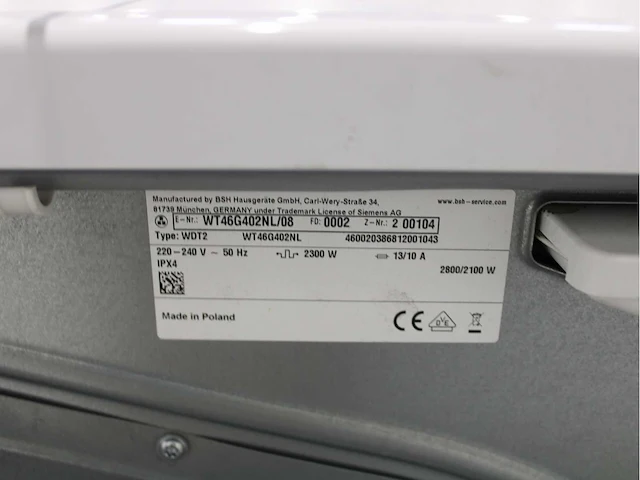 Manufactured by BSH Hausgeräte GmbH, Carl-Wery-Straße 34,
81739 München, GERMANY under Trademark License of Siemens AG
www.bsh-service.com
E-Nr.: WT46G402NL/08 FD: 0002 Z-Nr.: 2 00104
Type: WDT2 WT46G402NL 460020386812001043
220-240 V ~ 50 Hz 2300 W 13/10 A
IPX4 2800/2100 W
Made in Poland CE DVE